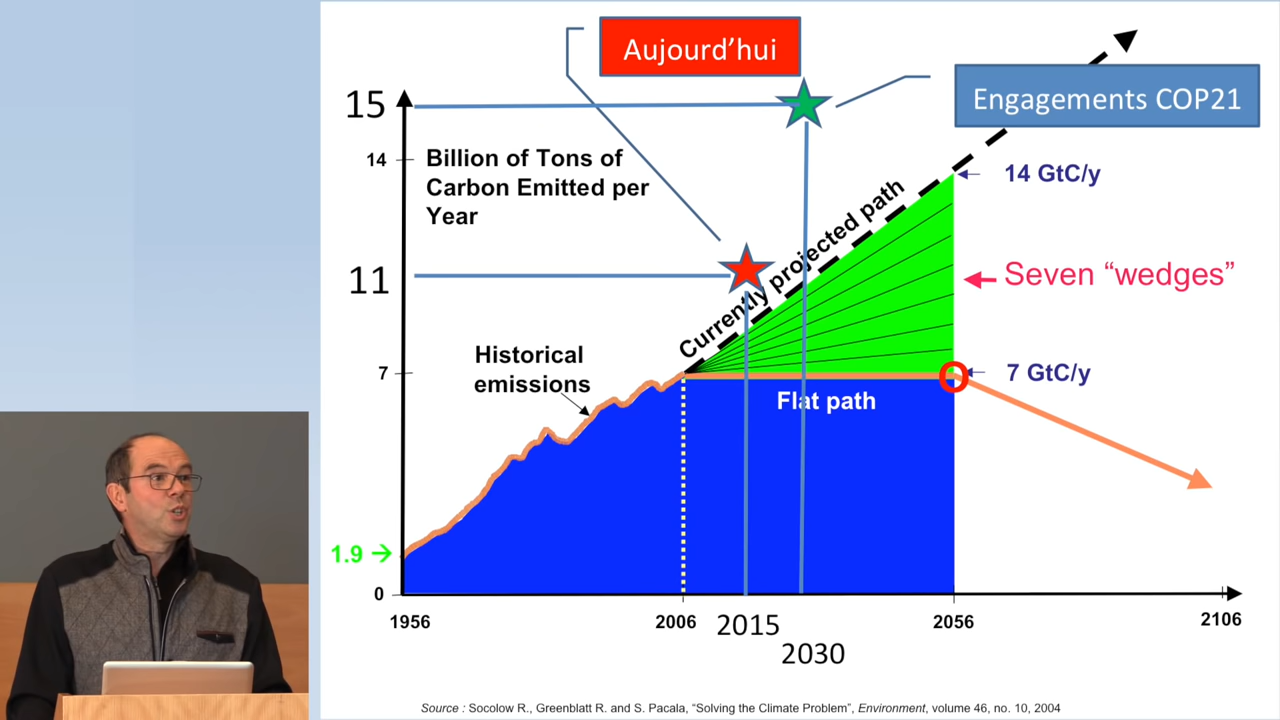 Aujourd’hui
Engagements COP21
15
14
Billion of Tons of
Carbon Emitted per
Year
14 GtC/y
Currently projected path
11
Seven “wedges”
Historical
emissions
7
7 GtC/y
Flat path
1.9 →
0
1956
2006
2015
2030
2056
2106
Source : Socolow R., Greenblatt R. and S. Pacala, “Solving the Climate Problem”, Environment, volume 46, no. 10, 2004